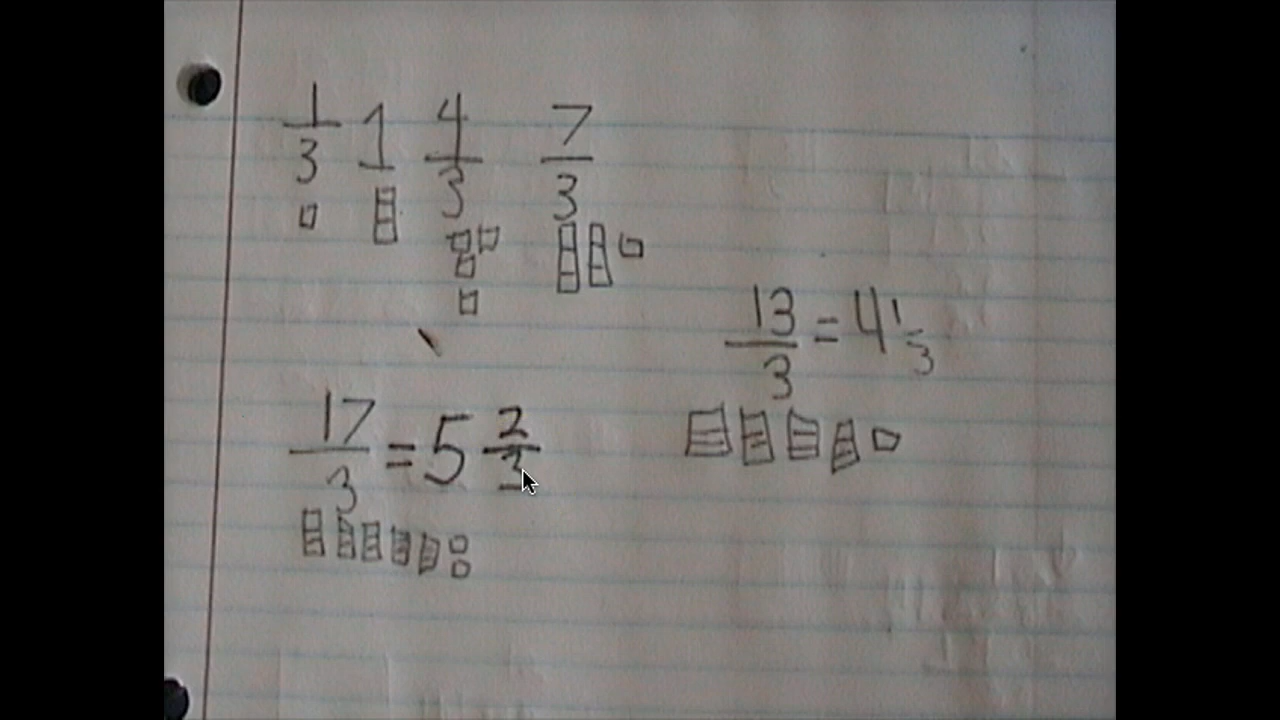 1/3 1 4/3 7/3
13/3 = 4 1/3
17/3 = 5 2/3